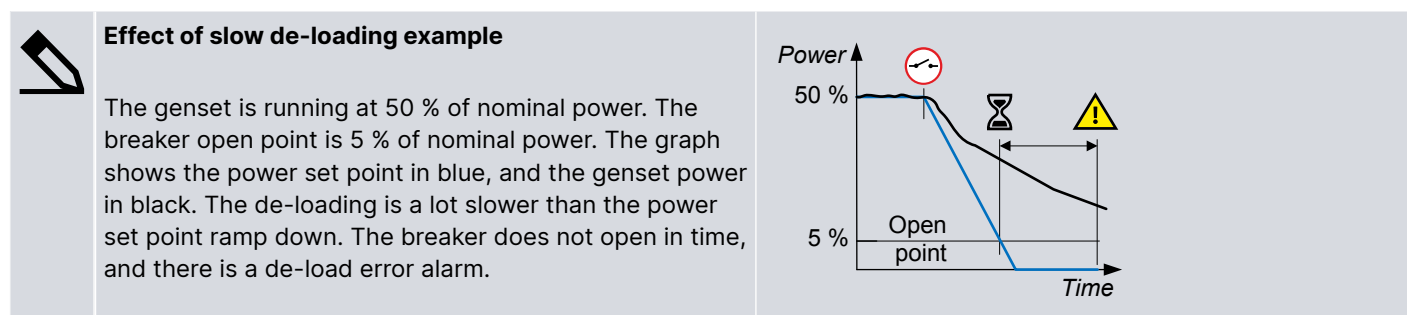 Effect of slow de-loading example
The genset is running at 50 % of nominal power. The
breaker open point is 5 % of nominal power. The graph
shows the power set point in blue, and the genset power
in black. The de-loading is a lot slower than the power
set point ramp down. The breaker does not open in time,
and there is a de-load error alarm.
Power
50 %
5 %
Open
point
Time